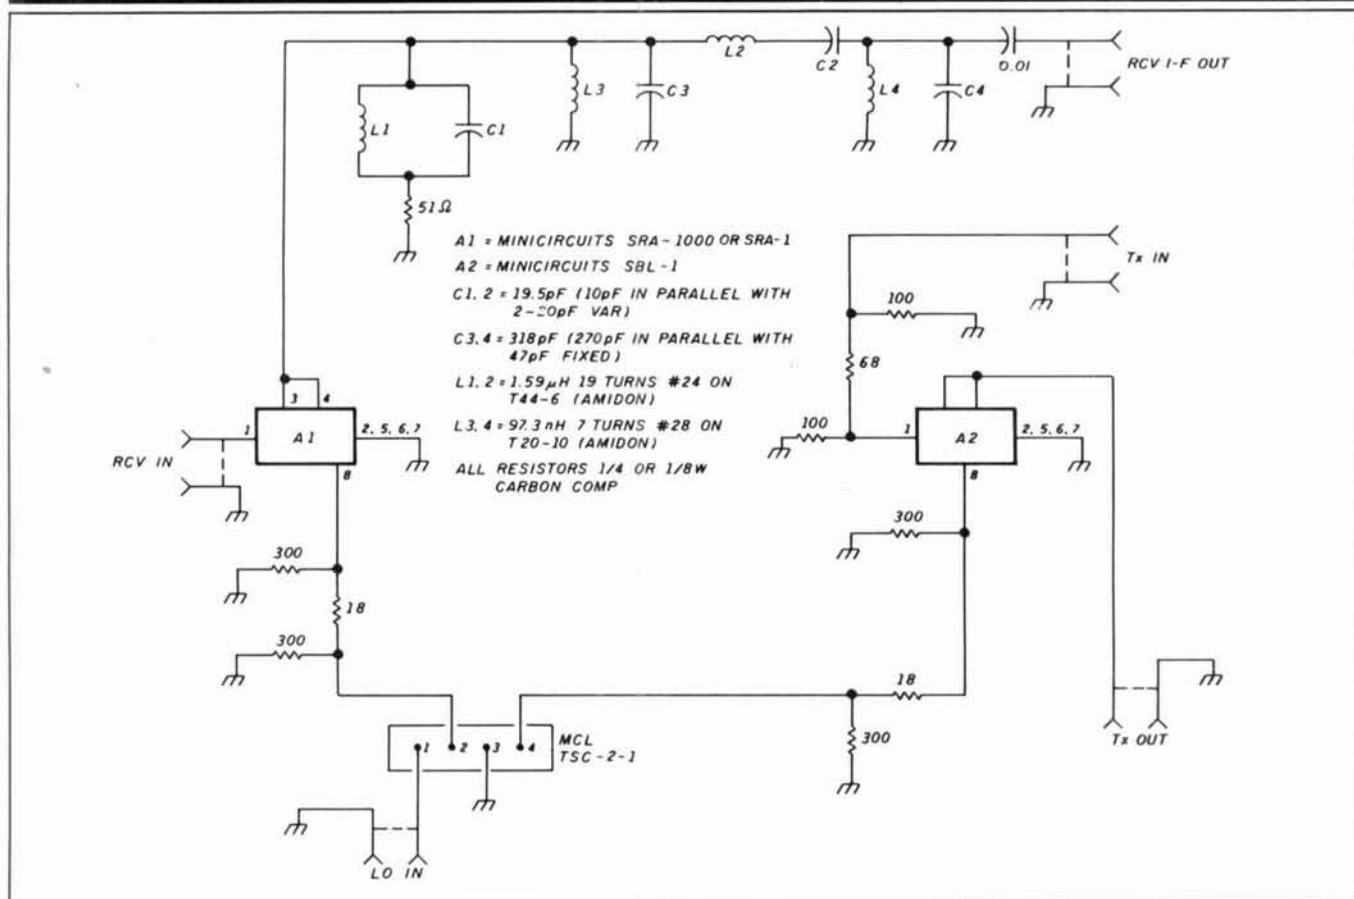 L2
C2
0.01
RCV I-F OUT
L3
C3
L4
C4
L1
C1
51Ω
A1 = MINICIRCUITS SRA-1000 OR SRA-1
A2 = MINICIRCUITS SBL-1
C1, 2 = 19.5pF (10pF IN PARALLEL WITH
VAR)
C3, 4 = 318pF (270pF IN PARALLEL WITH
47pF FIXED)
L1, 2 = 1.59μH 19 TURNS #24 ON
T44-6 (AMIDON)
L3, 4 = 97.3nH 7 TURNS #28 ON
T20-10 (AMIDON)
ALL RESISTORS 1/4 OR 1/8W
CARBON COMP
Tx IN
100
68
100
3 4
1 A1 2, 5, 6, 7
8
RCV IN
1 A2 2, 5, 6, 7
8
300
300
18
300
18
300
Tx OUT
1 2 3 4
MCL
TSC-2-1
LO IN